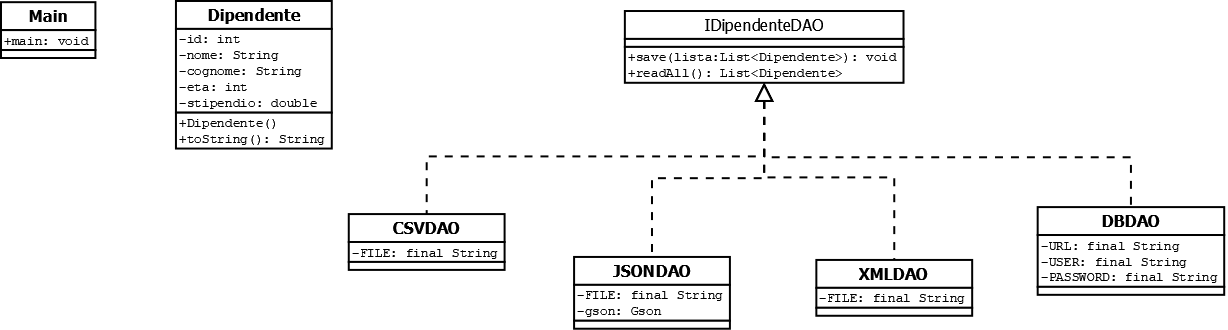 Main
+main: void
Dipendente
-id: int
-nome: String
-cognome: String
-eta: int
-stipendio: double
+Dipendente()
+toString(): String
IDipendenteDAO
+save(lista:List<Dipendente>): void
+readAll(): List<Dipendente>
CSVDAO
-FILE: final String
JSONDAO
-FILE: final String
-gson: Gson
XMLDAO
-FILE: final String
DBDAO
-URL: final String
-USER: final String
-PASSWORD: final String